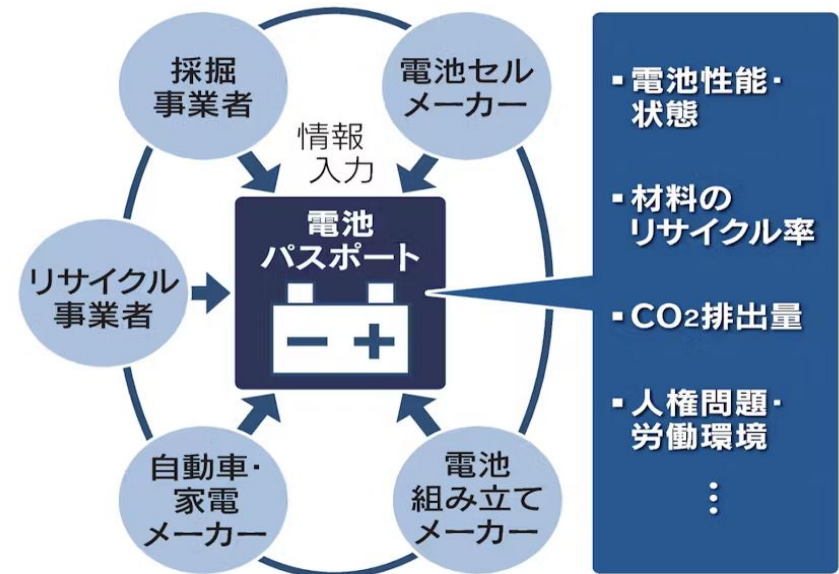 採掘
事業者
電池セル
メーカー
情報
入力
電池
パスポート
リサイクル
事業者
自動車・
家電
メーカー
電池
組み立て
メーカー
▪電池性能・
状態
▪材料の
リサイクル率
▪CO2排出量
▪人権問題・
労働環境
⋮